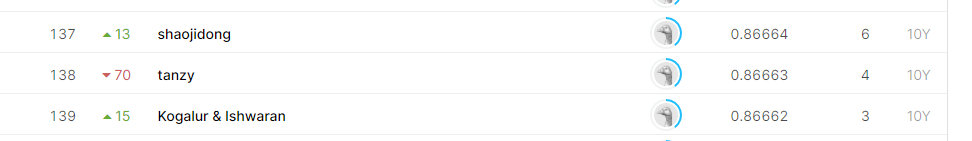 137 13 shaojidong 0.86664 6 10Y
138 70 tanzy 0.86663 4 10Y
139 15 Kogalur & Ishwaran 0.86662 3 10Y